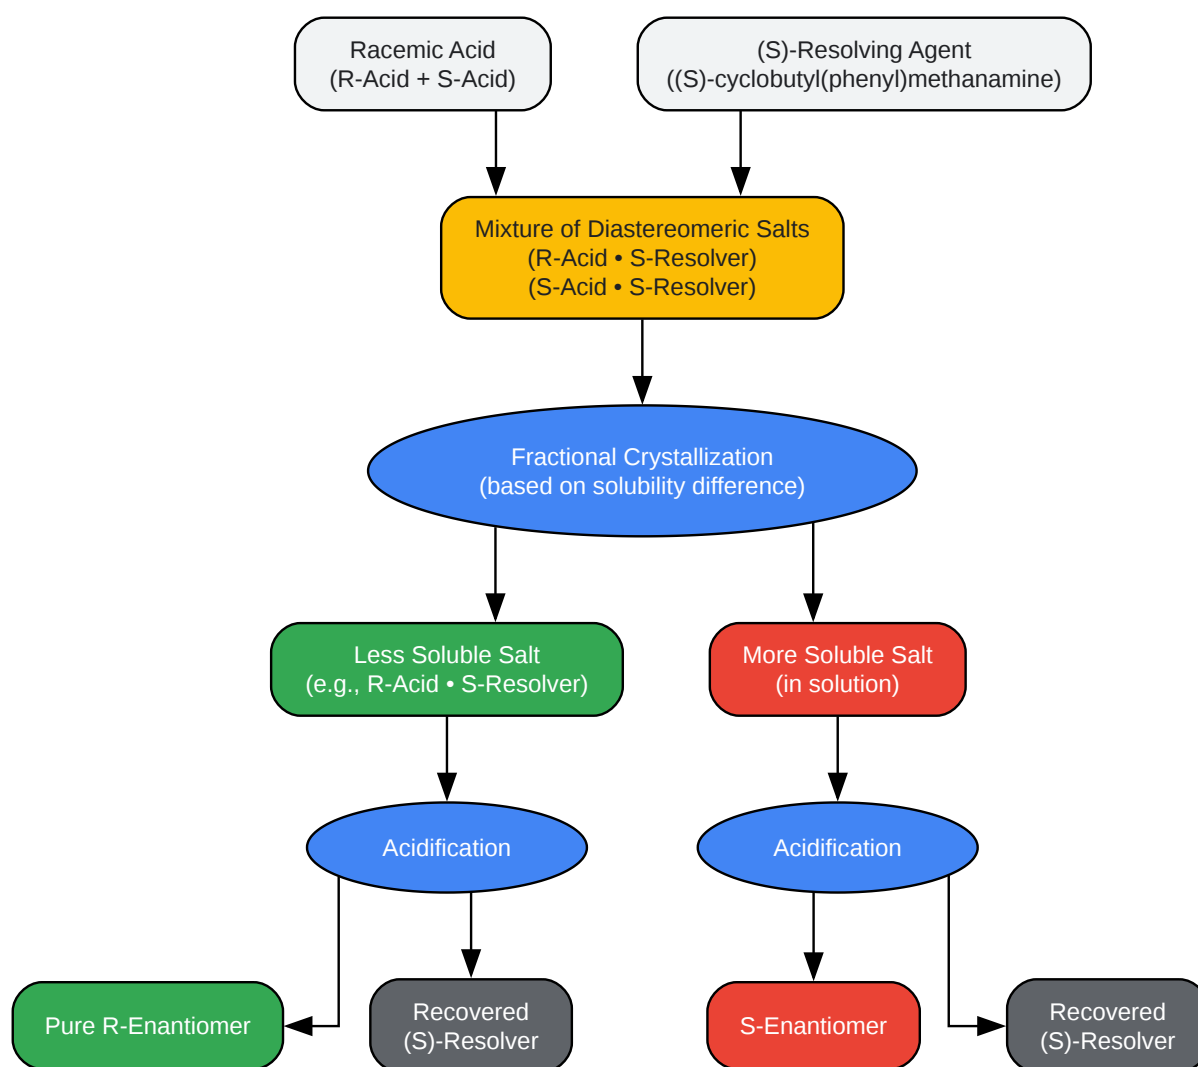 Racemic Acid
(R-Acid + S-Acid)
(S)-Resolving Agent
((S)-cyclobutyl(phenyl)methanamine)
Mixture of Diastereomeric Salts
(R-Acid • S-Resolver)
(S-Acid • S-Resolver)
Fractional Crystallization
(based on solubility difference)
Less Soluble Salt
(e.g., R-Acid • S-Resolver)
More Soluble Salt
(in solution)
Acidification
Acidification
Pure R-Enantiomer
Recovered
(S)-Resolver
S-Enantiomer
Recovered
(S)-Resolver